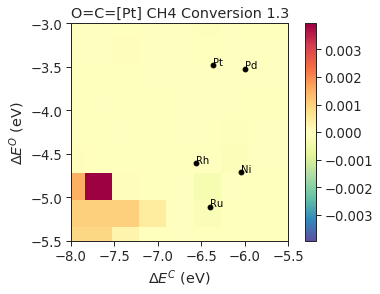 O=C=[Pt] CH4 Conversion 1.3
−3.0
−3.5
−4.0
−4.5
−5.0
−5.5
ΔE^O (eV)
Pt
Pd
Rh
Ni
Ru
−8.0 −7.5 −7.0 −6.5 −6.0 −5.5
ΔE^C (eV)
0.003
0.002
0.001
0.000
−0.001
−0.002
−0.003